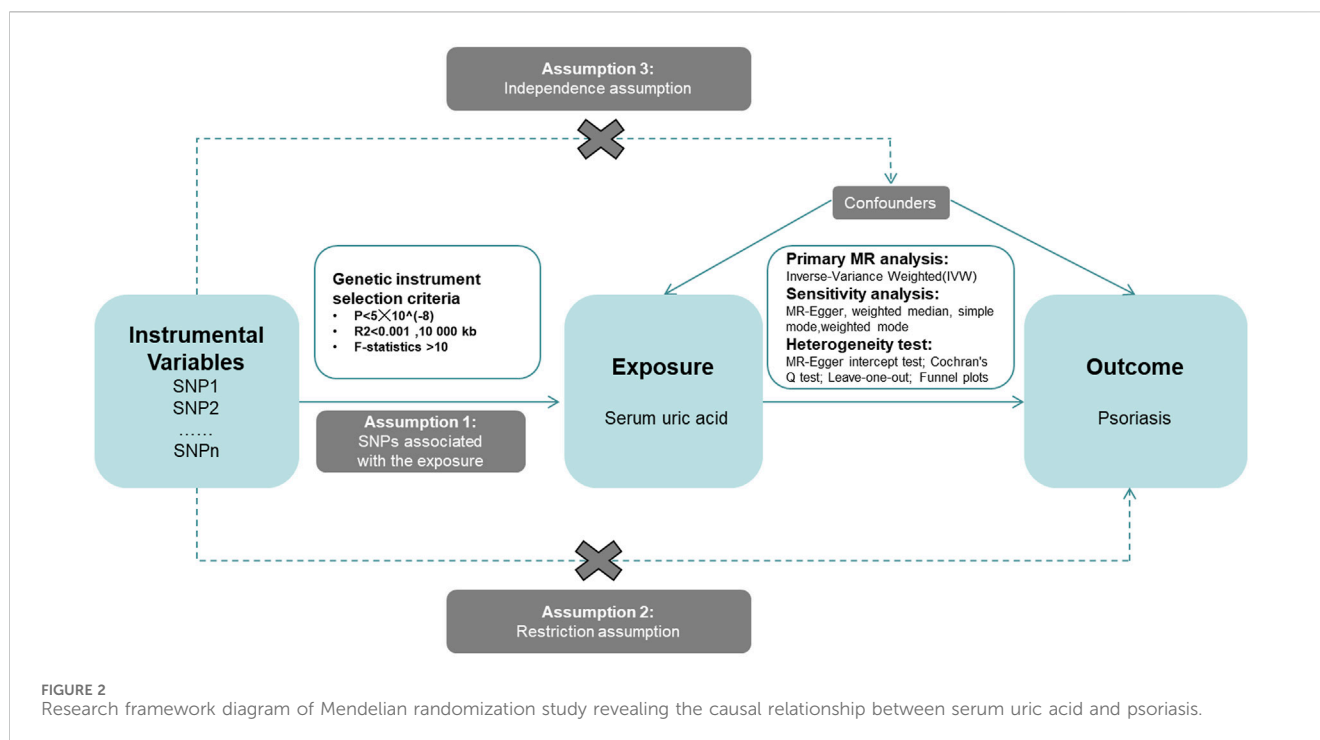 Assumption 3:
Independence assumption
Confounders
Genetic instrument
selection criteria
• P<5╳10^(-8)
• R2<0.001 ,10 000 kb
• F-statistics >10
Primary MR analysis:
Inverse-Variance Weighted(IVW)
Sensitivity analysis:
MR-Egger, weighted median, simple
mode,weighted mode
Heterogeneity test:
MR-Egger intercept test; Cochran's
Q test; Leave-one-out; Funnel plots
Instrumental
Variables
SNP1
SNP2
……
SNPn
Assumption 1:
SNPs associated
with the exposure
Exposure
Serum uric acid
Outcome
Psoriasis
Assumption 2:
Restriction assumption
FIGURE 2
Research framework diagram of Mendelian randomization study revealing the causal relationship between serum uric acid and psoriasis.